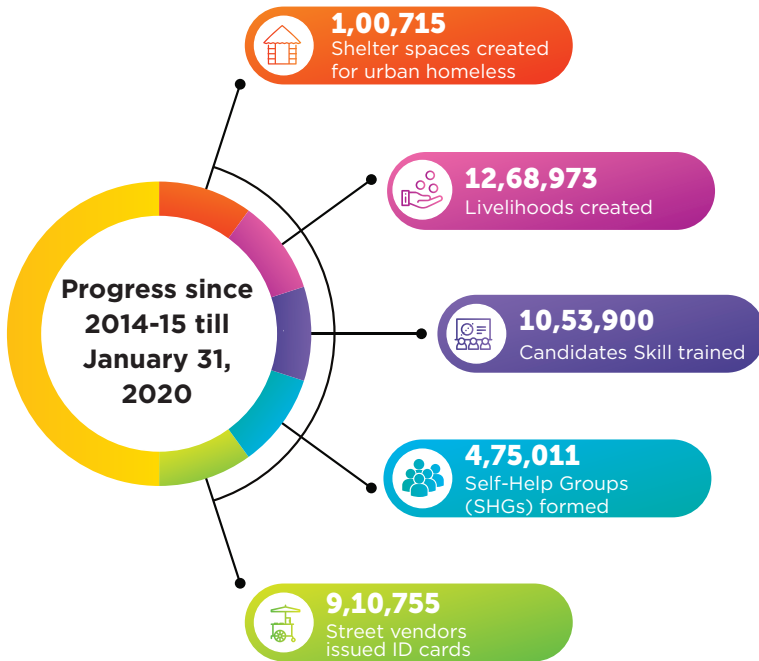 1,00,715
Shelter spaces created
for urban homeless
12,68,973
Livelihoods created
Progress since
2014-15 till
January 31,
2020
10,53,900
Candidates Skill trained
4,75,011
Self-Help Groups
(SHGs) formed
9,10,755
Street vendors
issued ID cards